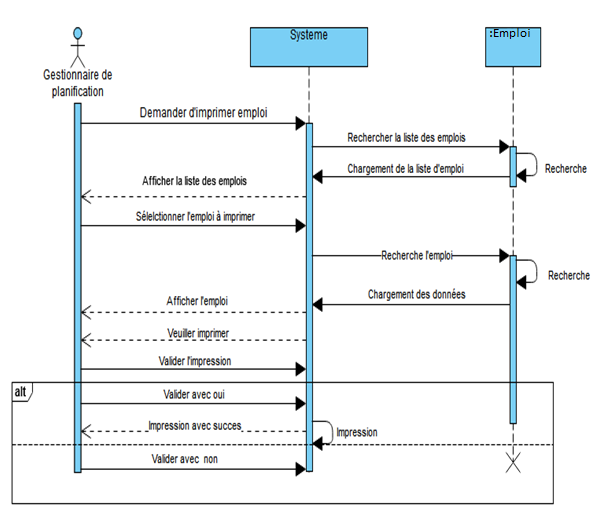 Systeme
:Emploi
Gestionnaire de
planification
Demander d'imprimer emploi
Rechercher la liste des emplois
Chargement de la liste d'emploi
Recherche
Afficher la liste des emplois
Sélelctionner l'emploi à imprimer
Recherche l'emploi
Recherche
Chargement des données
Afficher l'emploi
Veuiller imprimer
Valider l'impression
alt
Valider avec oui
Impression avec succes
Impression
Valider avec non